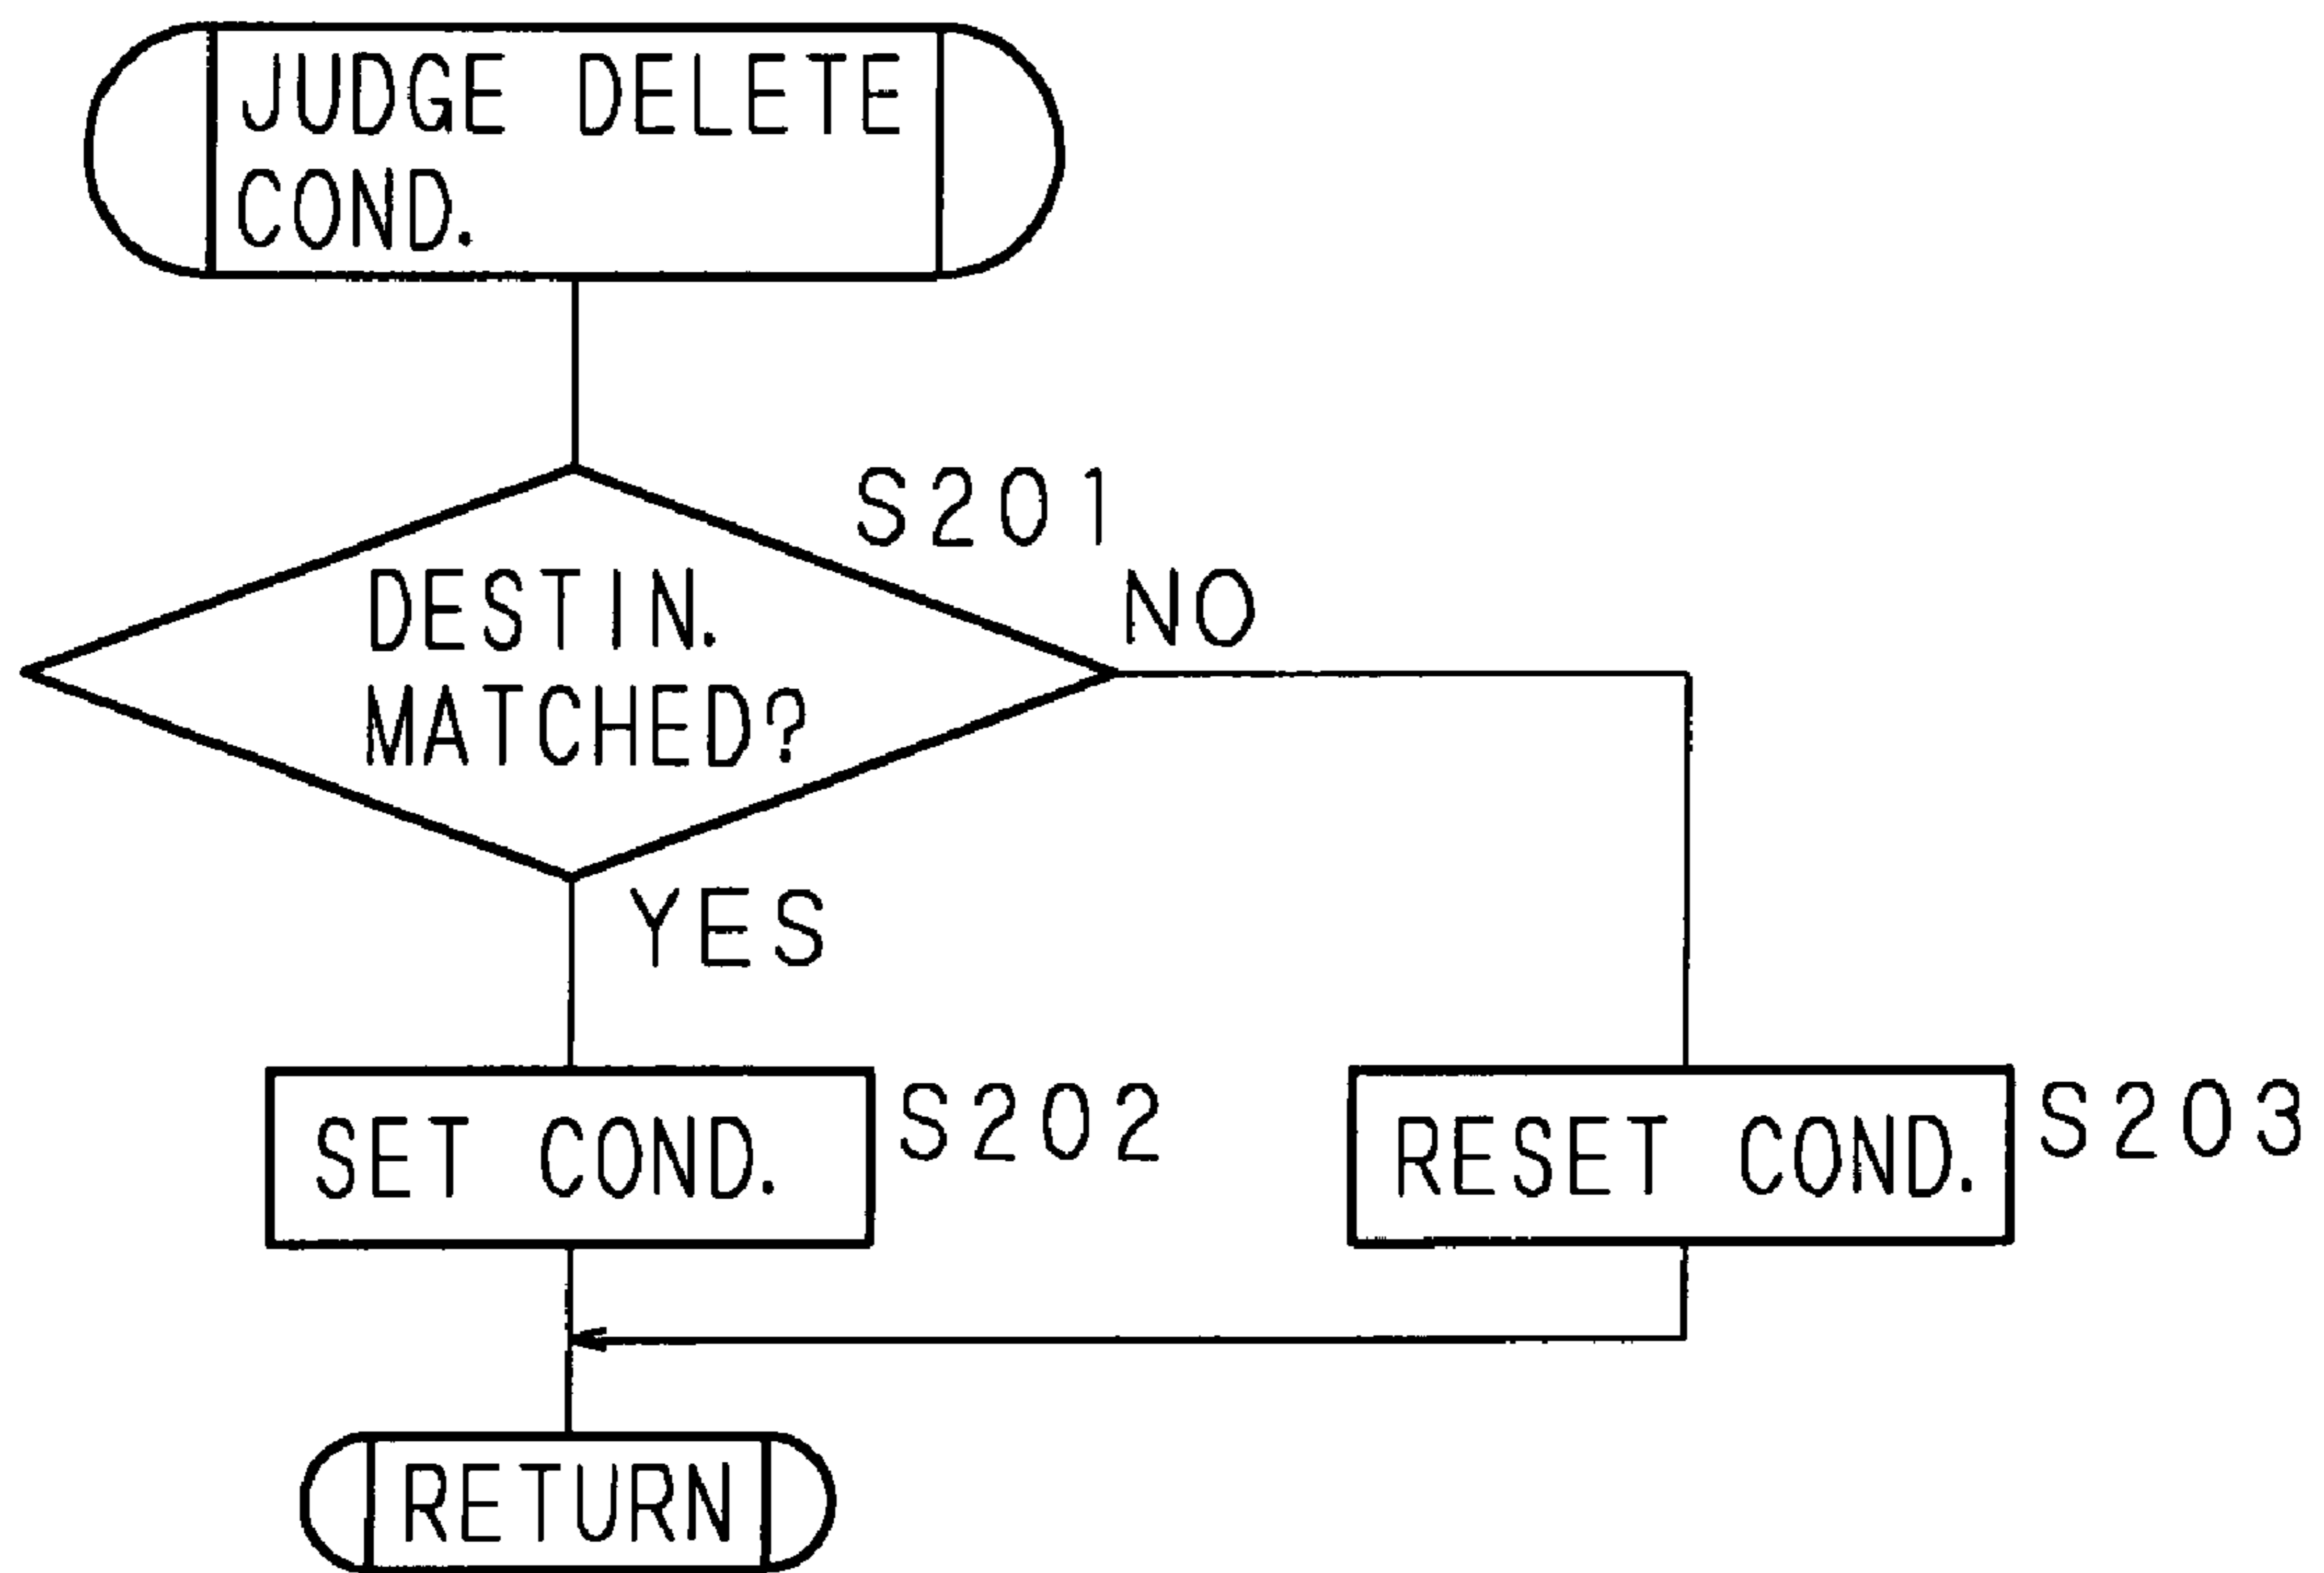 JUDGE DELETE
COND.
S201
DESTIN.
MATCHED?
NO
YES
SET COND.
S202
RESET COND.
S203
RETURN